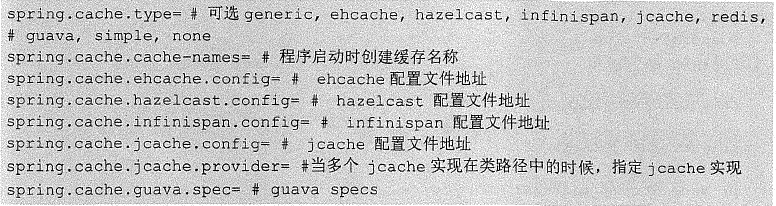 spring.cache.type= # 可选 generic, ehcache, hazelcast, infinispan, jcache, redis,
# guava, simple, none
spring.cache.cache-names= # 程序启动时创建缓存名称
spring.cache.ehcache.config= # ehcache 配置文件地址
spring.cache.hazelcast.config= # hazelcast 配置文件地址
spring.cache.infinispan.config= # infinispan 配置文件地址
spring.cache.jcache.config= # jcache 配置文件地址
spring.cache.jcache.provider= #当多个 jcache 实现在类路径中的时候，指定 jcache 实现
spring.cache.guava.spec= # guava specs